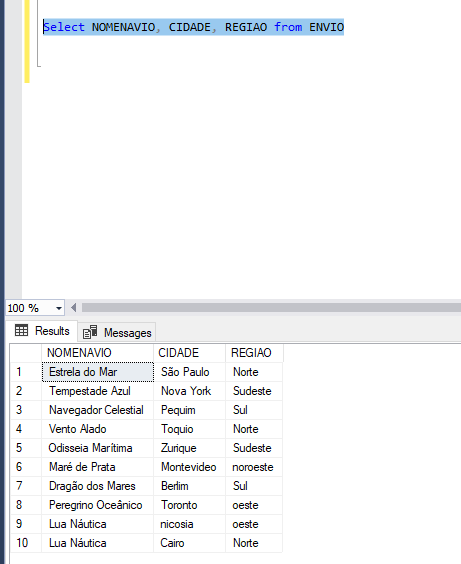 Select NOMENAVIO, CIDADE, REGIAO from ENVIO
100 %
Results Messages
NOMENAVIO CIDADE REGIAO
1 Estrela do Mar São Paulo Norte
2 Tempestade Azul Nova York Sudeste
3 Navegador Celestial Pequim Sul
4 Vento Alado Toquio Norte
5 Odisseia Marítima Zurique Sudeste
6 Maré de Prata Montevideo noroeste
7 Dragão dos Mares Berlim Sul
8 Peregrino Oceânico Toronto oeste
9 Lua Náutica nicosia oeste
10 Lua Náutica Cairo Norte